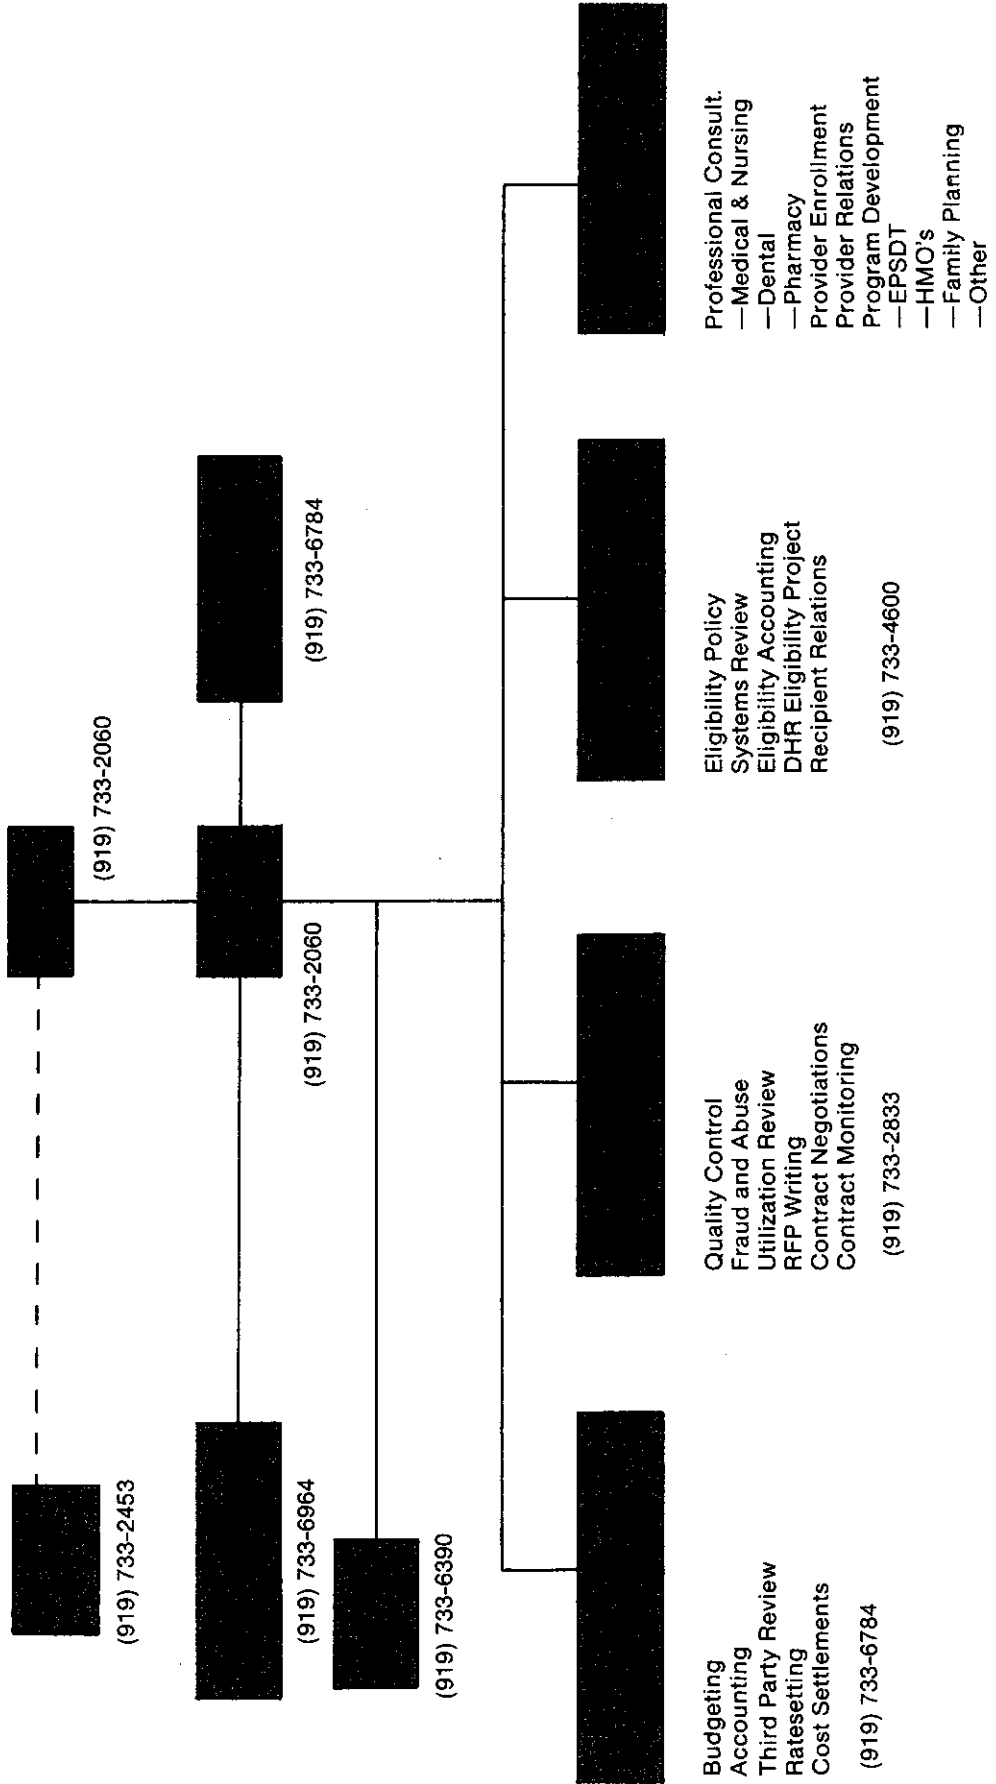 (919) 733-2060
(919) 733-2453
(919) 733-6964
(919) 733-2060
(919) 733-6784
(919) 733-6390
Budgeting
Accounting
Third Party Review
Ratesetting
Cost Settlements
(919) 733-6784
Quality Control
Fraud and Abuse
Utilization Review
RFP Writing
Contract Negotiations
Contract Monitoring
(919) 733-2833
Eligibility Policy
Systems Review
Eligibility Accounting
DHR Eligibility Project
Recipient Relations
(919) 733-4600
Professional Consult.
—Medical & Nursing
—Dental
—Pharmacy
Provider Enrollment
Provider Relations
Program Development
—EPSDT
—HMO's
—Family Planning
—Other